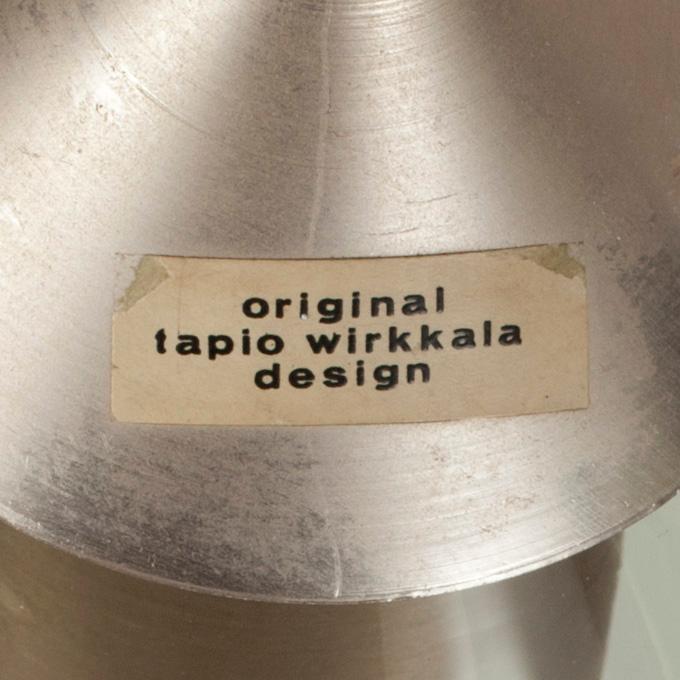 original
tapio wirkkala
design